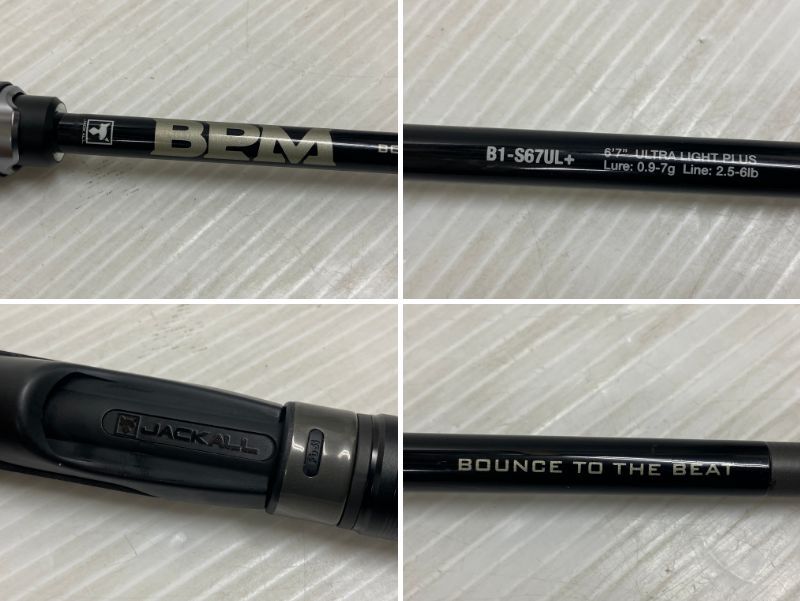 BPM
B1-S67UL+
6'7" ULTRA LIGHT PLUS
Lure: 0.9-7g Line: 2.5-6lb
JACKALL
BOUNCE TO THE BEAT